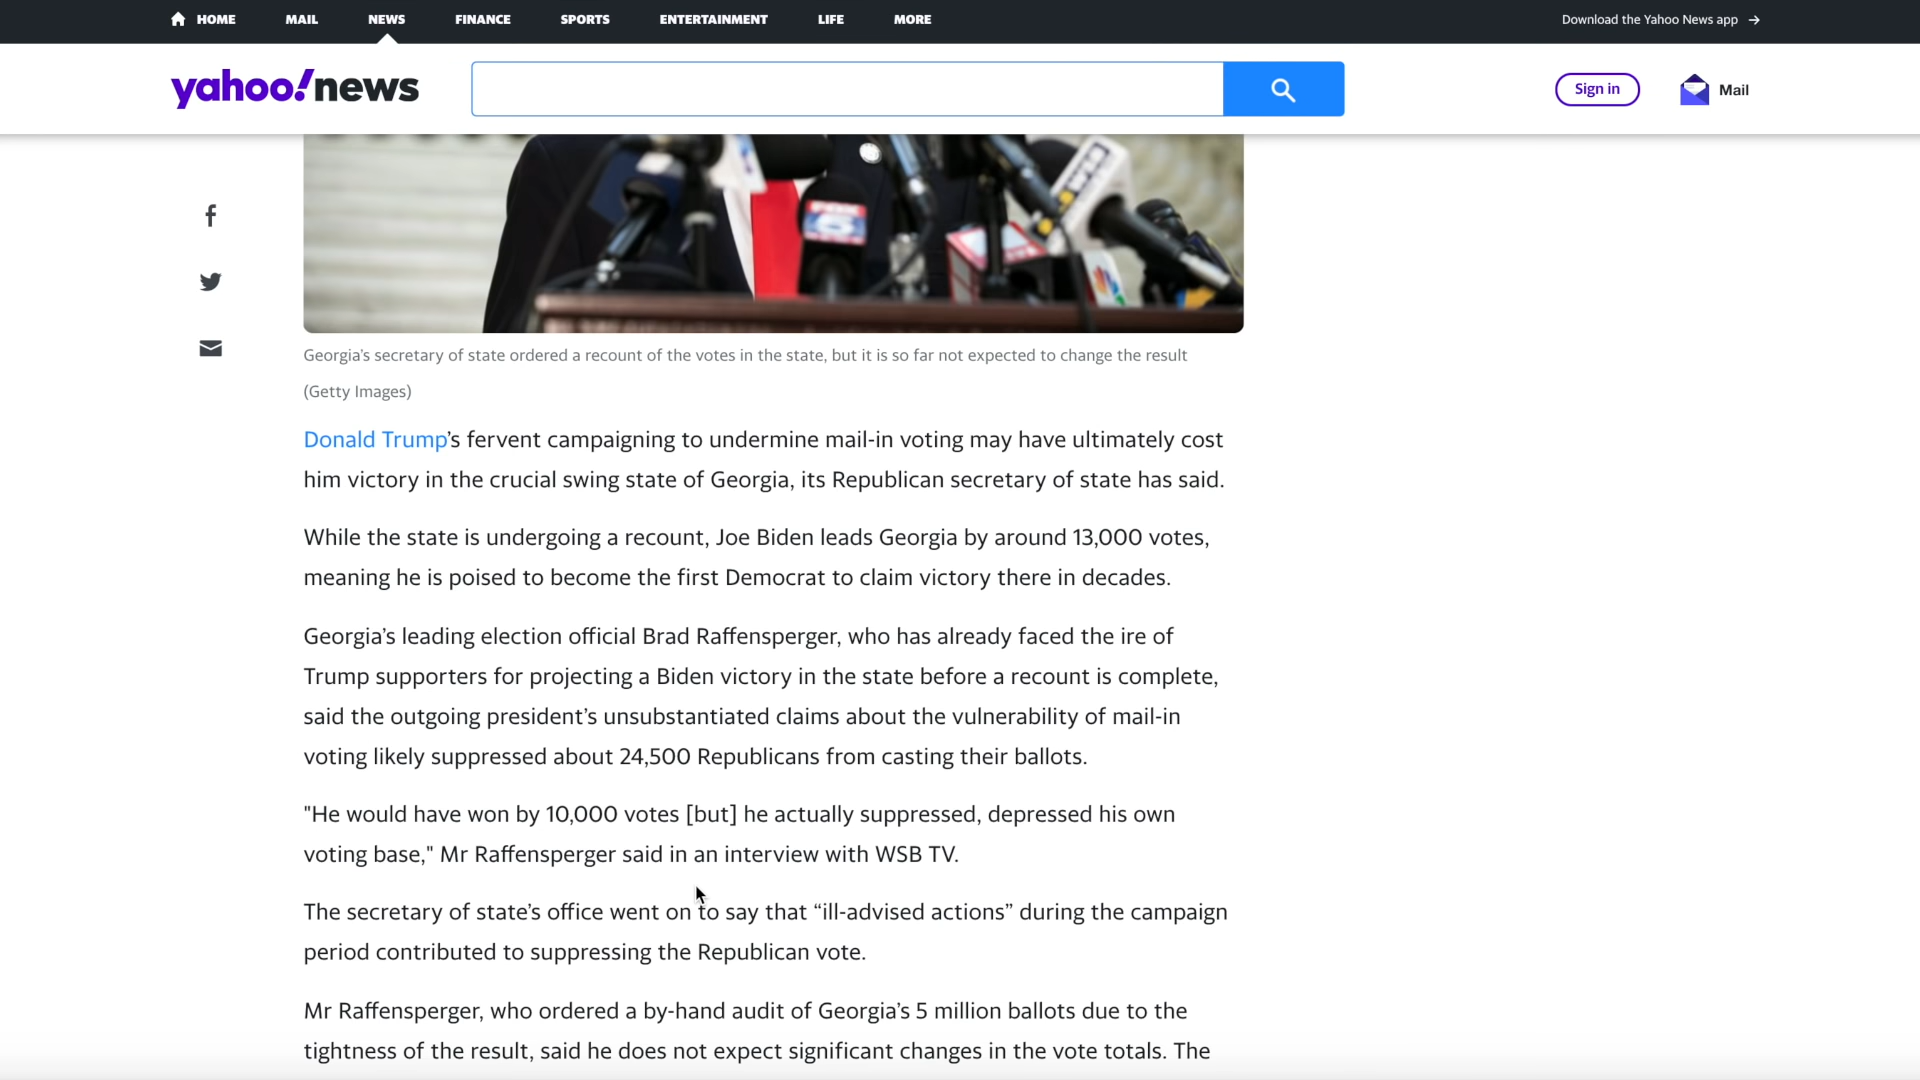 HOME MAIL NEWS FINANCE SPORTS ENTERTAINMENT LIFE MORE Download the Yahoo News app →
yahoo!news Sign in Mail
FOX 5
wsb
Georgia’s secretary of state ordered a recount of the votes in the state, but it is so far not expected to change the result
(Getty Images)
Donald Trump’s fervent campaigning to undermine mail-in voting may have ultimately cost
him victory in the crucial swing state of Georgia, its Republican secretary of state has said.
While the state is undergoing a recount, Joe Biden leads Georgia by around 13,000 votes,
meaning he is poised to become the first Democrat to claim victory there in decades.
Georgia’s leading election official Brad Raffensperger, who has already faced the ire of
Trump supporters for projecting a Biden victory in the state before a recount is complete,
said the outgoing president’s unsubstantiated claims about the vulnerability of mail-in
voting likely suppressed about 24,500 Republicans from casting their ballots.
"He would have won by 10,000 votes [but] he actually suppressed, depressed his own
voting base," Mr Raffensperger said in an interview with WSB TV.
The secretary of state’s office went on to say that “ill-advised actions” during the campaign
period contributed to suppressing the Republican vote.
Mr Raffensperger, who ordered a by-hand audit of Georgia’s 5 million ballots due to the
tightness of the result, said he does not expect significant changes in the vote totals. The